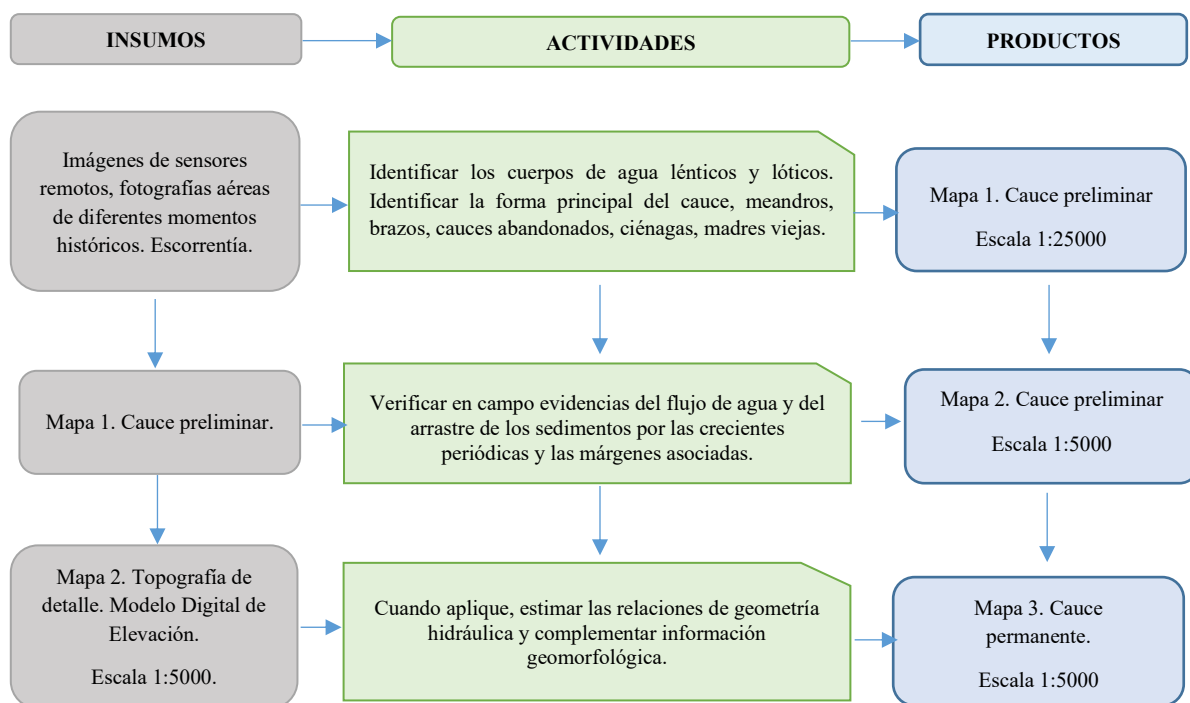 INSUMOS
ACTIVIDADES
PRODUCTOS
Imágenes de sensores
remotos, fotografías aéreas
de diferentes momentos
históricos. Escorrentía.
Identificar los cuerpos de agua lénticos y lóticos.
Identificar la forma principal del cauce, meandros,
brazos, cauces abandonados, ciénagas, madres viejas.
Mapa 1. Cauce preliminar
Escala 1:25000
Mapa 1. Cauce preliminar.
Verificar en campo evidencias del flujo de agua y del
arrastre de los sedimentos por las crecientes
periódicas y las márgenes asociadas.
Mapa 2. Cauce preliminar
Escala 1:5000
Mapa 2. Topografía de
detalle. Modelo Digital de
Elevación.
Escala 1:5000.
Cuando aplique, estimar las relaciones de geometría
hidráulica y complementar información
geomorfológica.
Mapa 3. Cauce
permanente.
Escala 1:5000